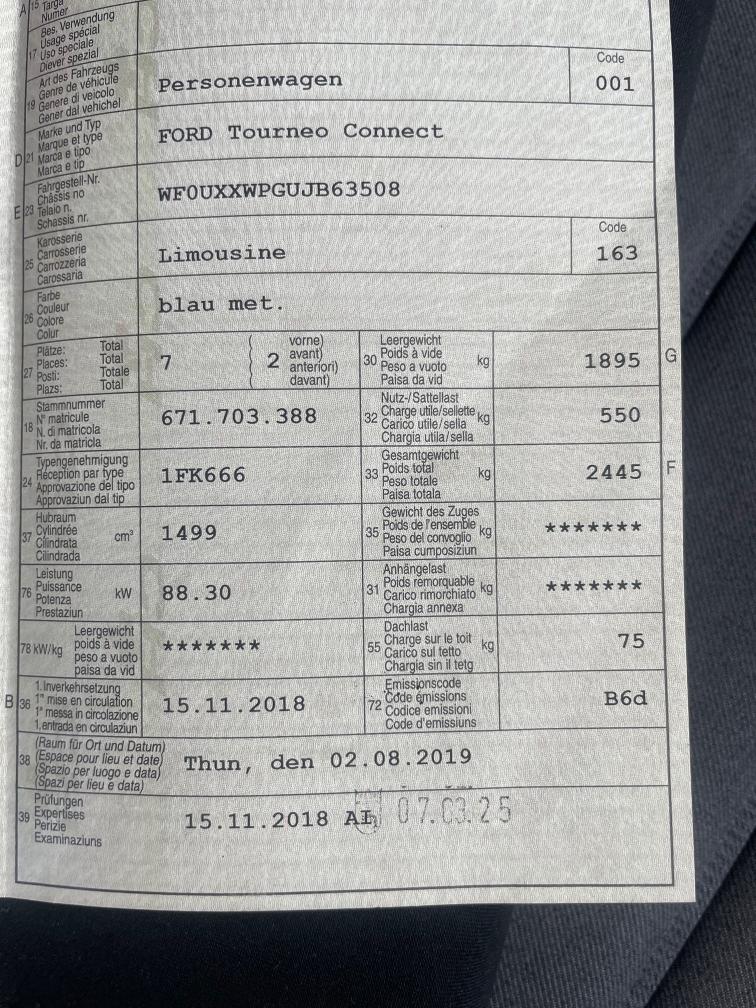 A 15 Targa
Numer
Bes. Verwendung
Usage spécial
17 Uso speciale
Diever spezial
Art des Fahrzeugs
Genre de véhicule
19 Genere di veicolo
Gener dal vehichel
Personenwagen
Code
001
Marke und Typ
Marque et type
D 21 Marca e tipo
Marca e tip
FORD Tourneo Connect
Fahrgestell-Nr.
Châssis no
E 23 Telaio n.
Schassis nr.
WF0UXXWPGUJB63508
Karosserie
Carrosserie
25 Carrozzeria
Carossaria
Limousine
Code
163
Farbe
Couleur
26 Colore
Colur
blau met.
Plätze: Total
Places: Total
27 Posti: Totale
Plazs: Total
7
2
vorne)
avant)
anteriori)
davant)
Leergewicht
30 Poids à vide kg
Peso a vuoto
Paisa da vid
1895 G
Stammnummer
18 N° matricule
N. di matricola
Nr. da matricla
671.703.388
Nutz-/Sattellast
32 Charge utile/sellette kg
Carico utile/sella
Chargia utila/sella
550
Typengenehmigung
24 Réception par type
Approvazione del tipo
Approvaziun dal tip
1FK666
Gesamtgewicht
33 Poids total kg
Peso totale
Paisa totala
2445 F
Hubraum
37 Cylindrée cm³
Cilindrata
Cilindrada
1499
Gewicht des Zuges
35 Poids de l'ensemble kg
Peso del convoglio
Paisa cumposiziun
*******
Leistung
76 Puissance kW
Potenza
Prestaziun
88.30
Anhängelast
31 Poids remorquable kg
Carico rimorchiato
Chargia annexa
*******
Leergewicht
78 kW/kg poids à vide
peso a vuoto
paisa da vid
*******
Dachlast
55 Charge sur le toit kg
Carico sul tetto
Chargia sin il tetg
75
1. Inverkehrsetzung
B 36 1re mise en circulation
1a messa in circolazione
1. entrada en circulaziun
15.11.2018
Emissionscode
72 Code émissions
Codice emissioni
Code d'emissiuns
B6d
(Raum für Ort und Datum)
38 (Espace pour lieu et date)
(Spazio per luogo e data)
(Spazi per lieu e data)
Thun, den 02.08.2019
Prüfungen
39 Expertises
Perizie
Examinaziuns
15.11.2018 AI 07.03.25